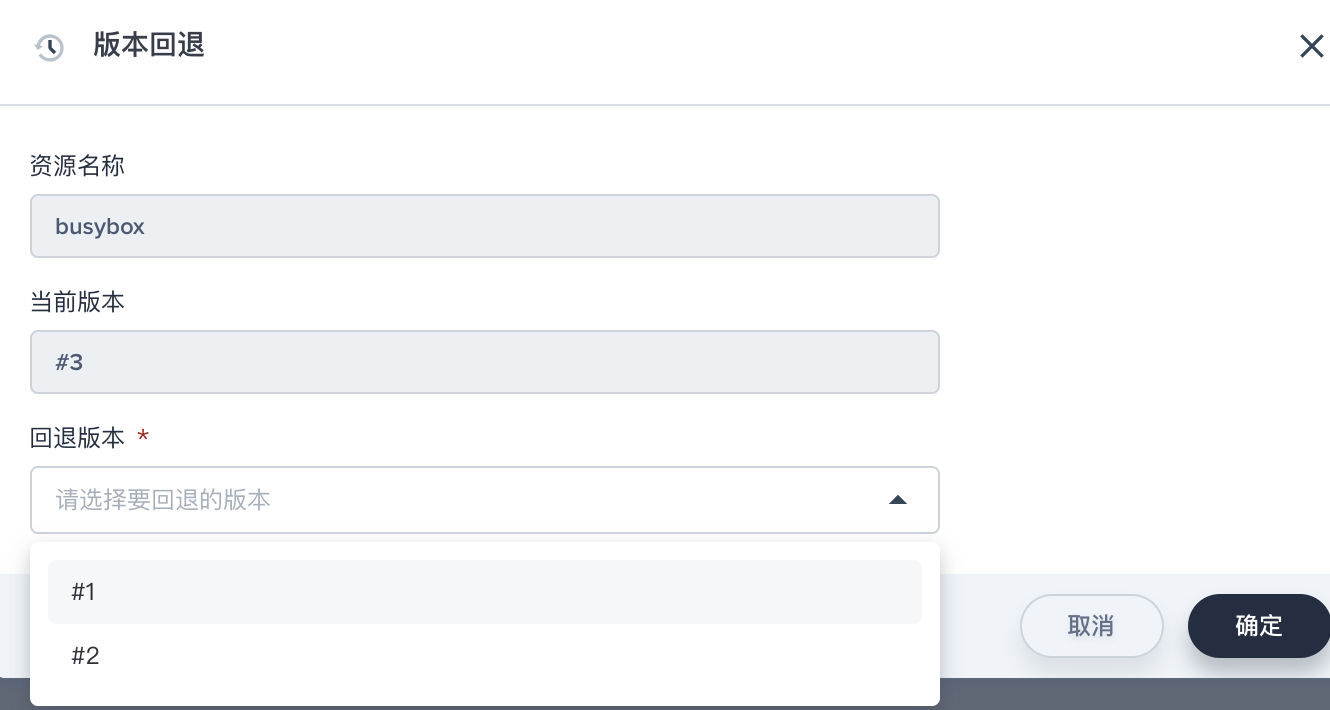 版本回退
资源名称
busybox
当前版本
#3
回退版本 *
请选择要回退的版本
#1
#2
取消
确定